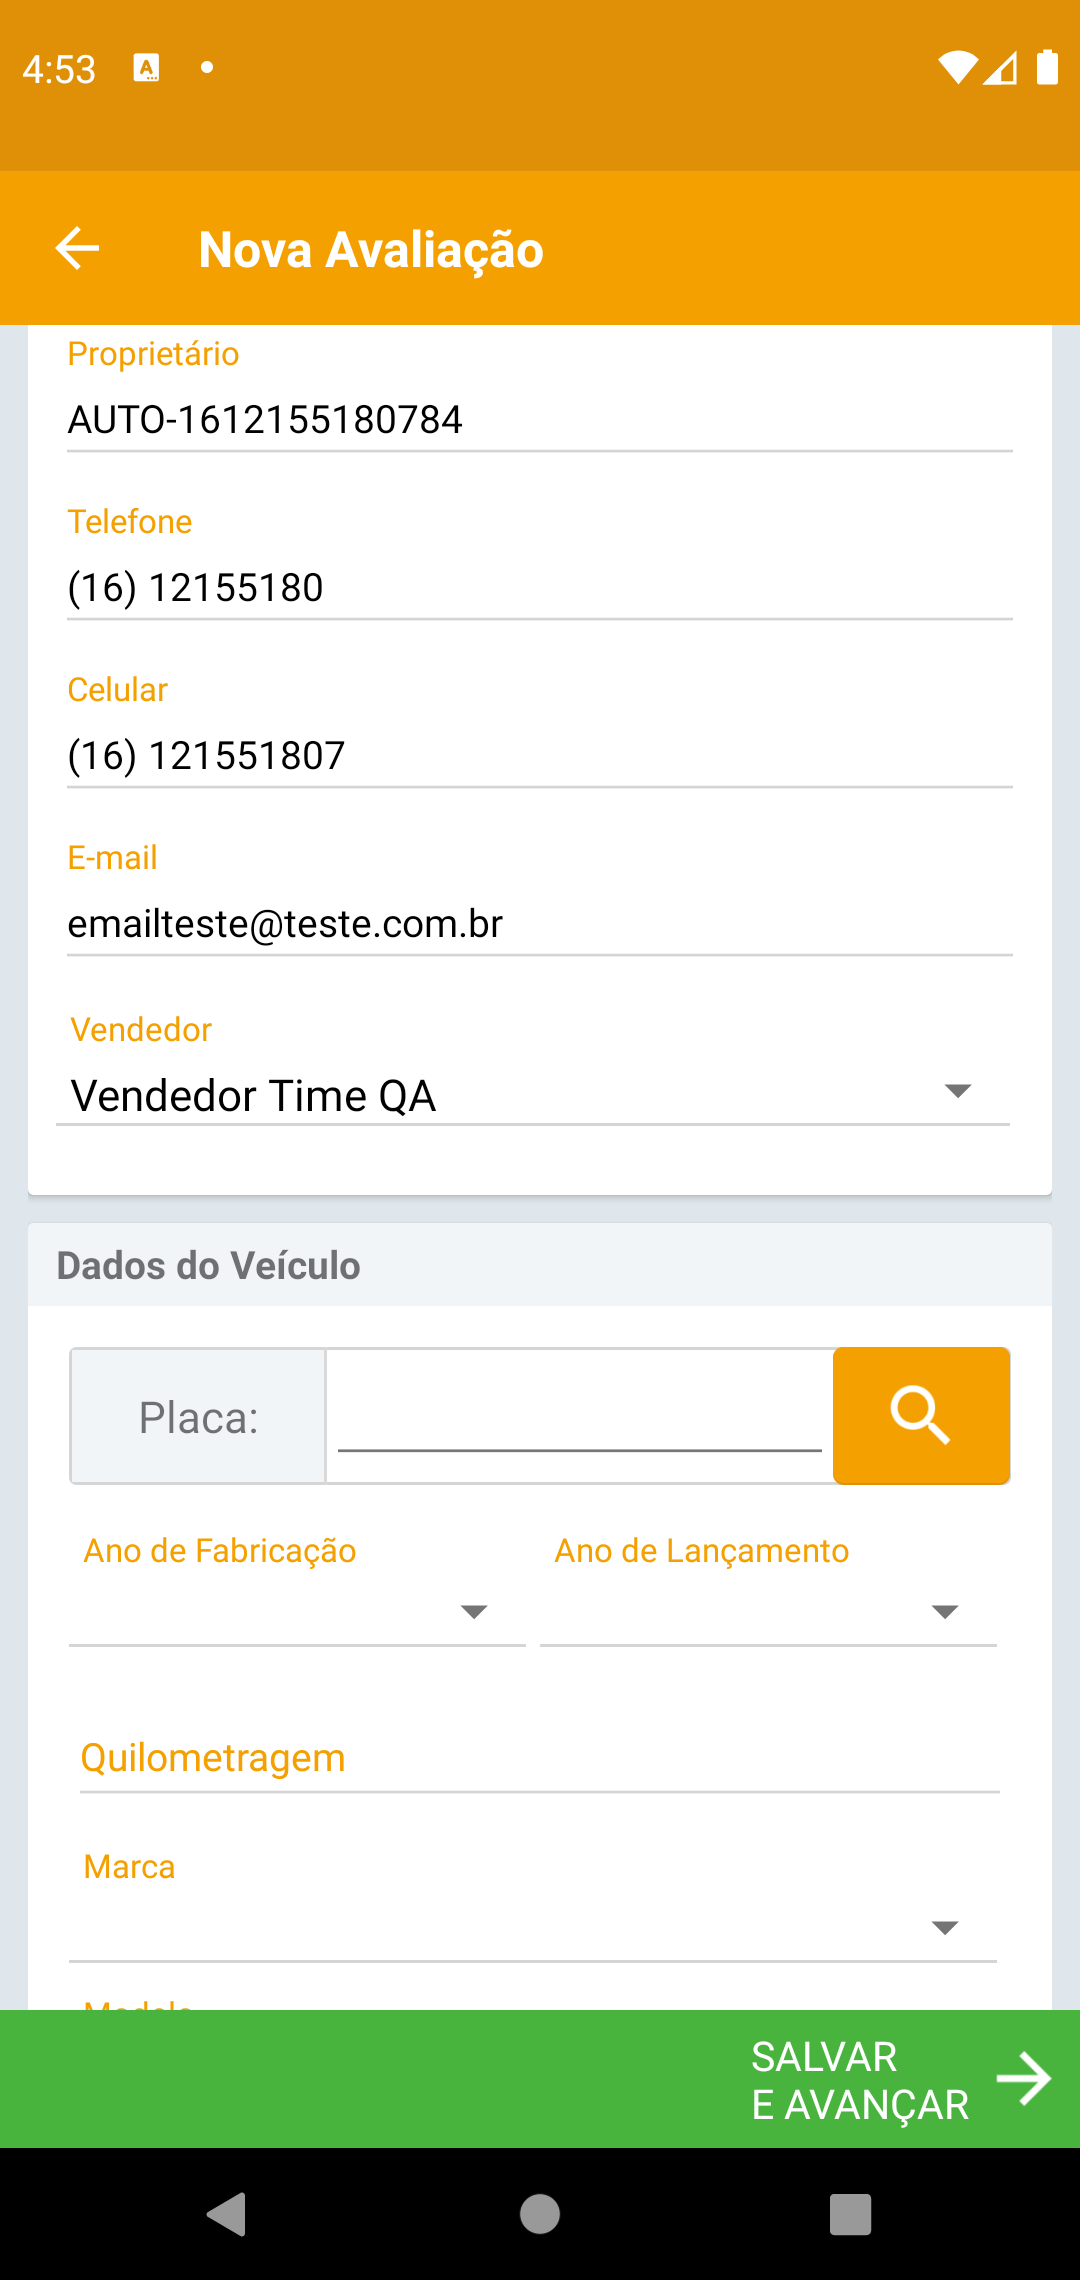 4:53
Nova Avaliação
Proprietário
AUTO-1612155180784
Telefone
(16) 12155180
Celular
(16) 121551807
E-mail
emailteste@teste.com.br
Vendedor
Vendedor Time QA
Dados do Veículo
Placa:
Ano de Fabricação Ano de Lançamento
Quilometragem
Marca
SALVAR
E AVANÇAR